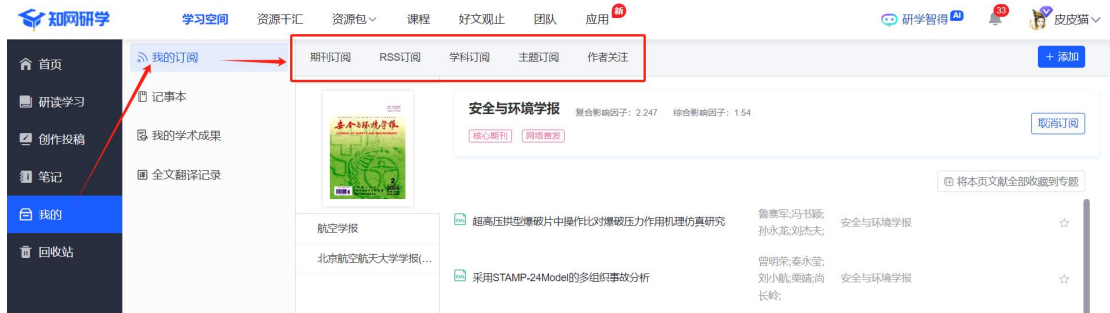 知网研学
学习空间
资源千汇
资源包
课程
好文观止
团队
应用
新
研学智得 AI
33
皮皮猫
首页
研读学习
创作投稿
笔记
我的
回收站
我的订阅
记事本
我的学术成果
全文翻译记录
期刊订阅
RSS订阅
学科订阅
主题订阅
作者关注
+ 添加
安全与环境学报
航空学报
北京航空航天大学学报(...
安全与环境学报
复合影响因子：2.247
综合影响因子：1.54
核心期刊
网络首发
取消订阅
将本页文献全部收藏到专题
超高压拱型爆破片中操作比对爆破压力作用机理仿真研究
鲁寨军;冯书颖;
孙永龙;刘杰夫;
安全与环境学报
采用STAMP-24Model的多组织事故分析
曾明荣;秦永莹;
刘小航;栗婧;尚
长岭;
安全与环境学报